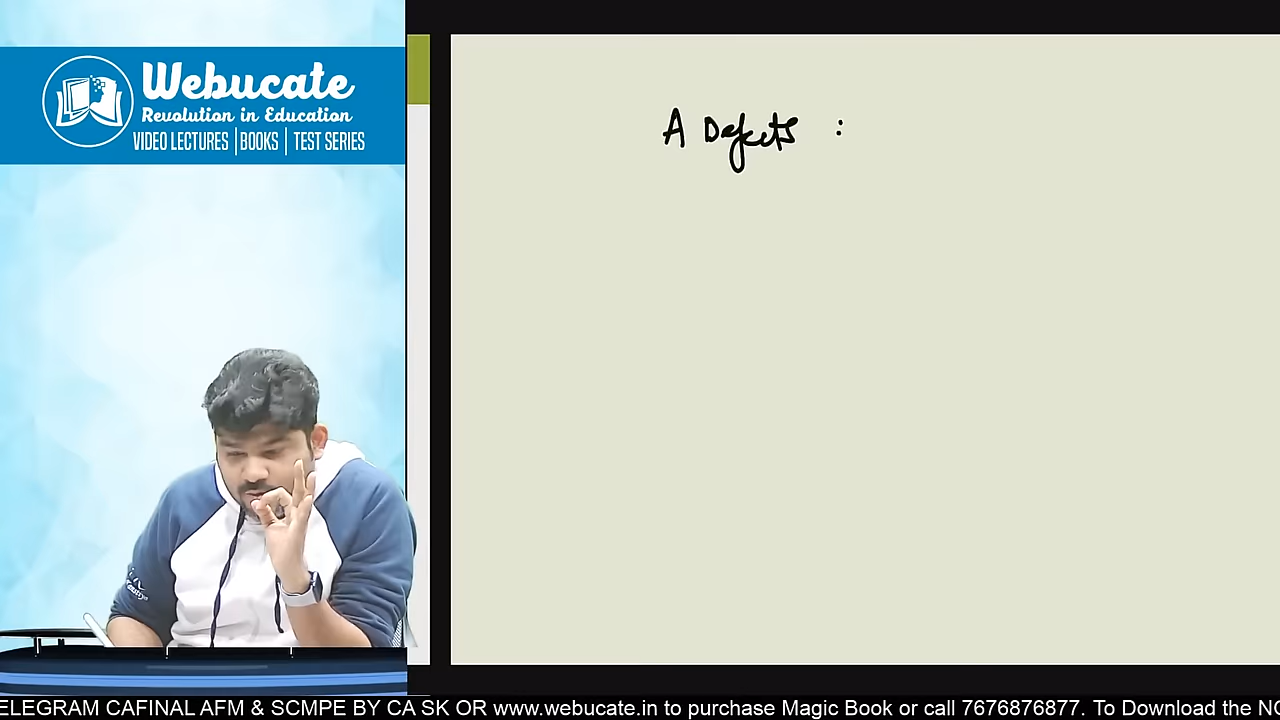 Webucate
Revolution in Education
VIDEO LECTURES | BOOKS | TEST SERIES
A Defects :
ELEGRAM CAFINAL AFM & SCMPE BY CA SK OR www.webucate.in to purchase Magic Book or call 7676876877. To Download the NO